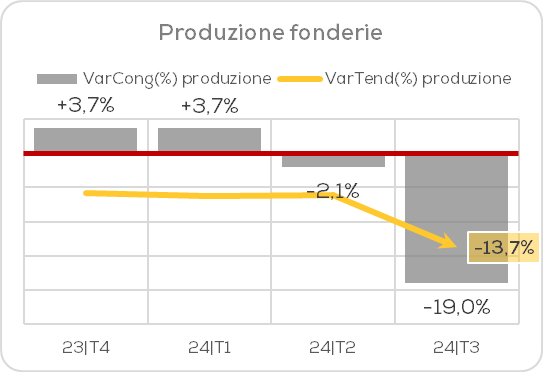 Produzione fonderie
VarCong(%) produzione VarTend(%) produzione
+3,7% +3,7%
-2,1%
-13,7%
-19,0%
23|T4 24|T1 24|T2 24|T3